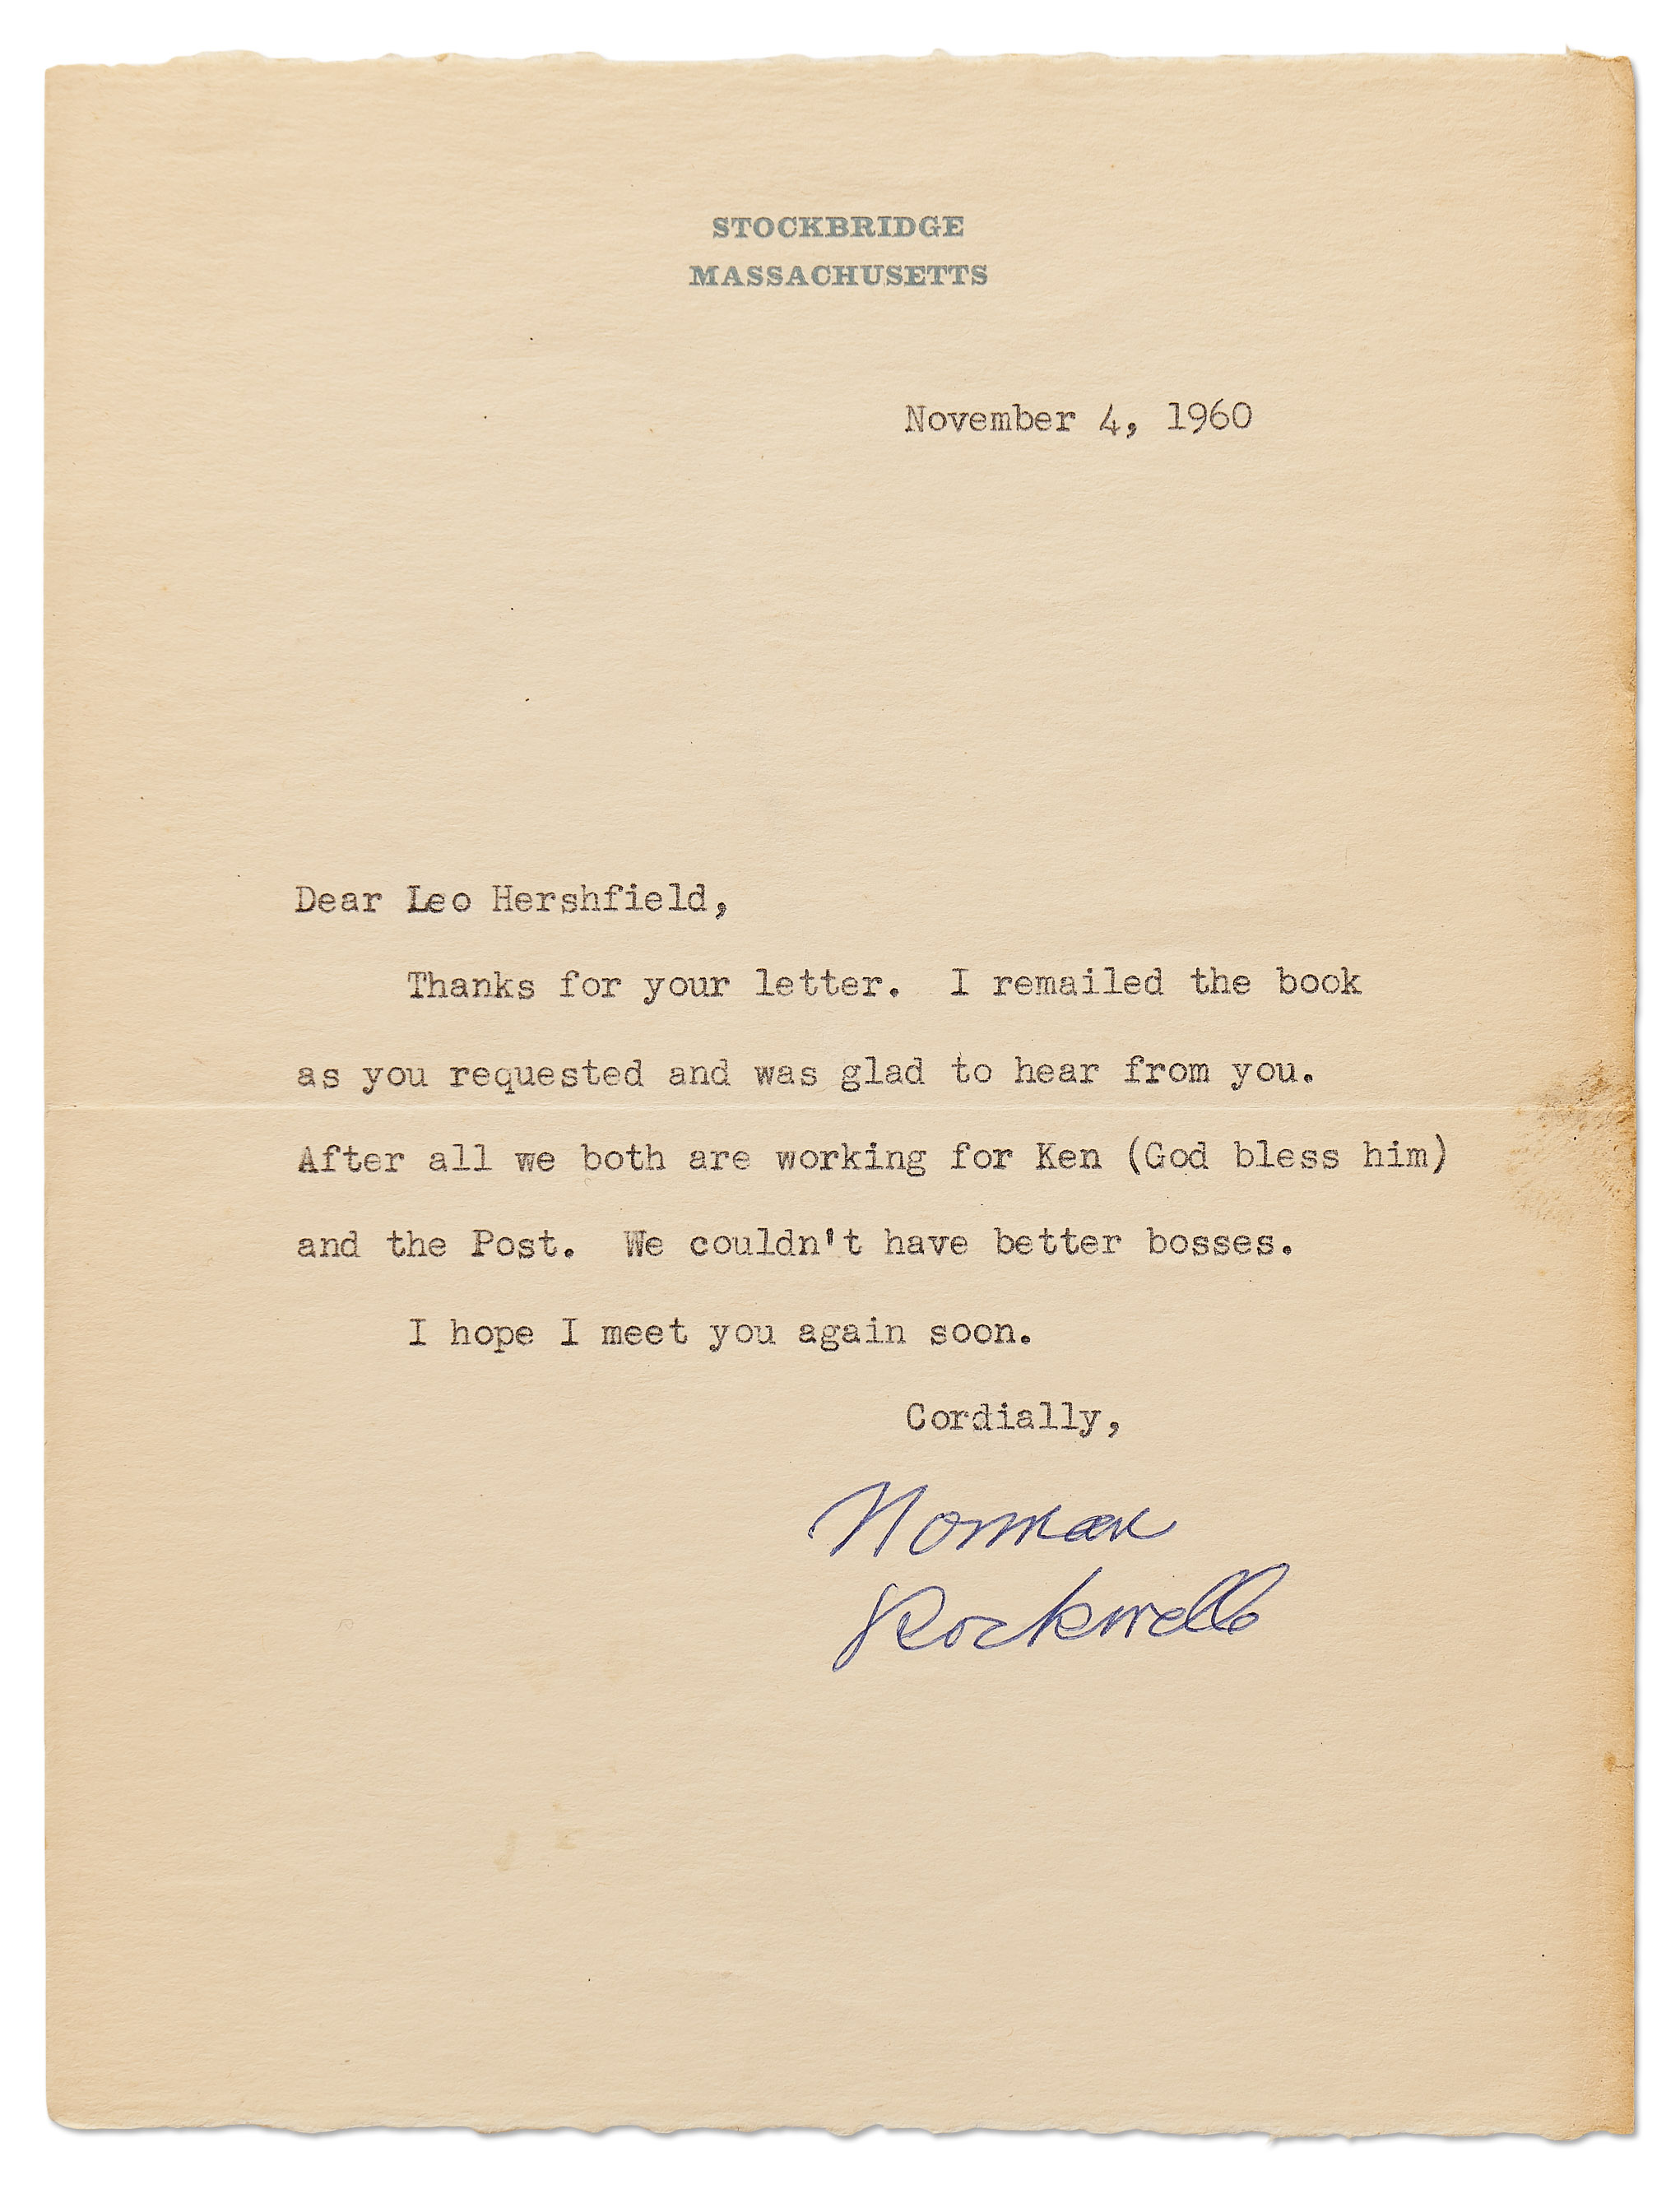 STOCKBRIDGE
MASSACHUSETTS
November 4, 1960
Dear Leo Hershfield,
Thanks for your letter. I remailed the book
as you requested and was glad to hear from you.
After all we both are working for Ken (God bless him)
and the Post. We couldn't have better bosses.
I hope I meet you again soon.
Cordially,
Norman
Rockwell